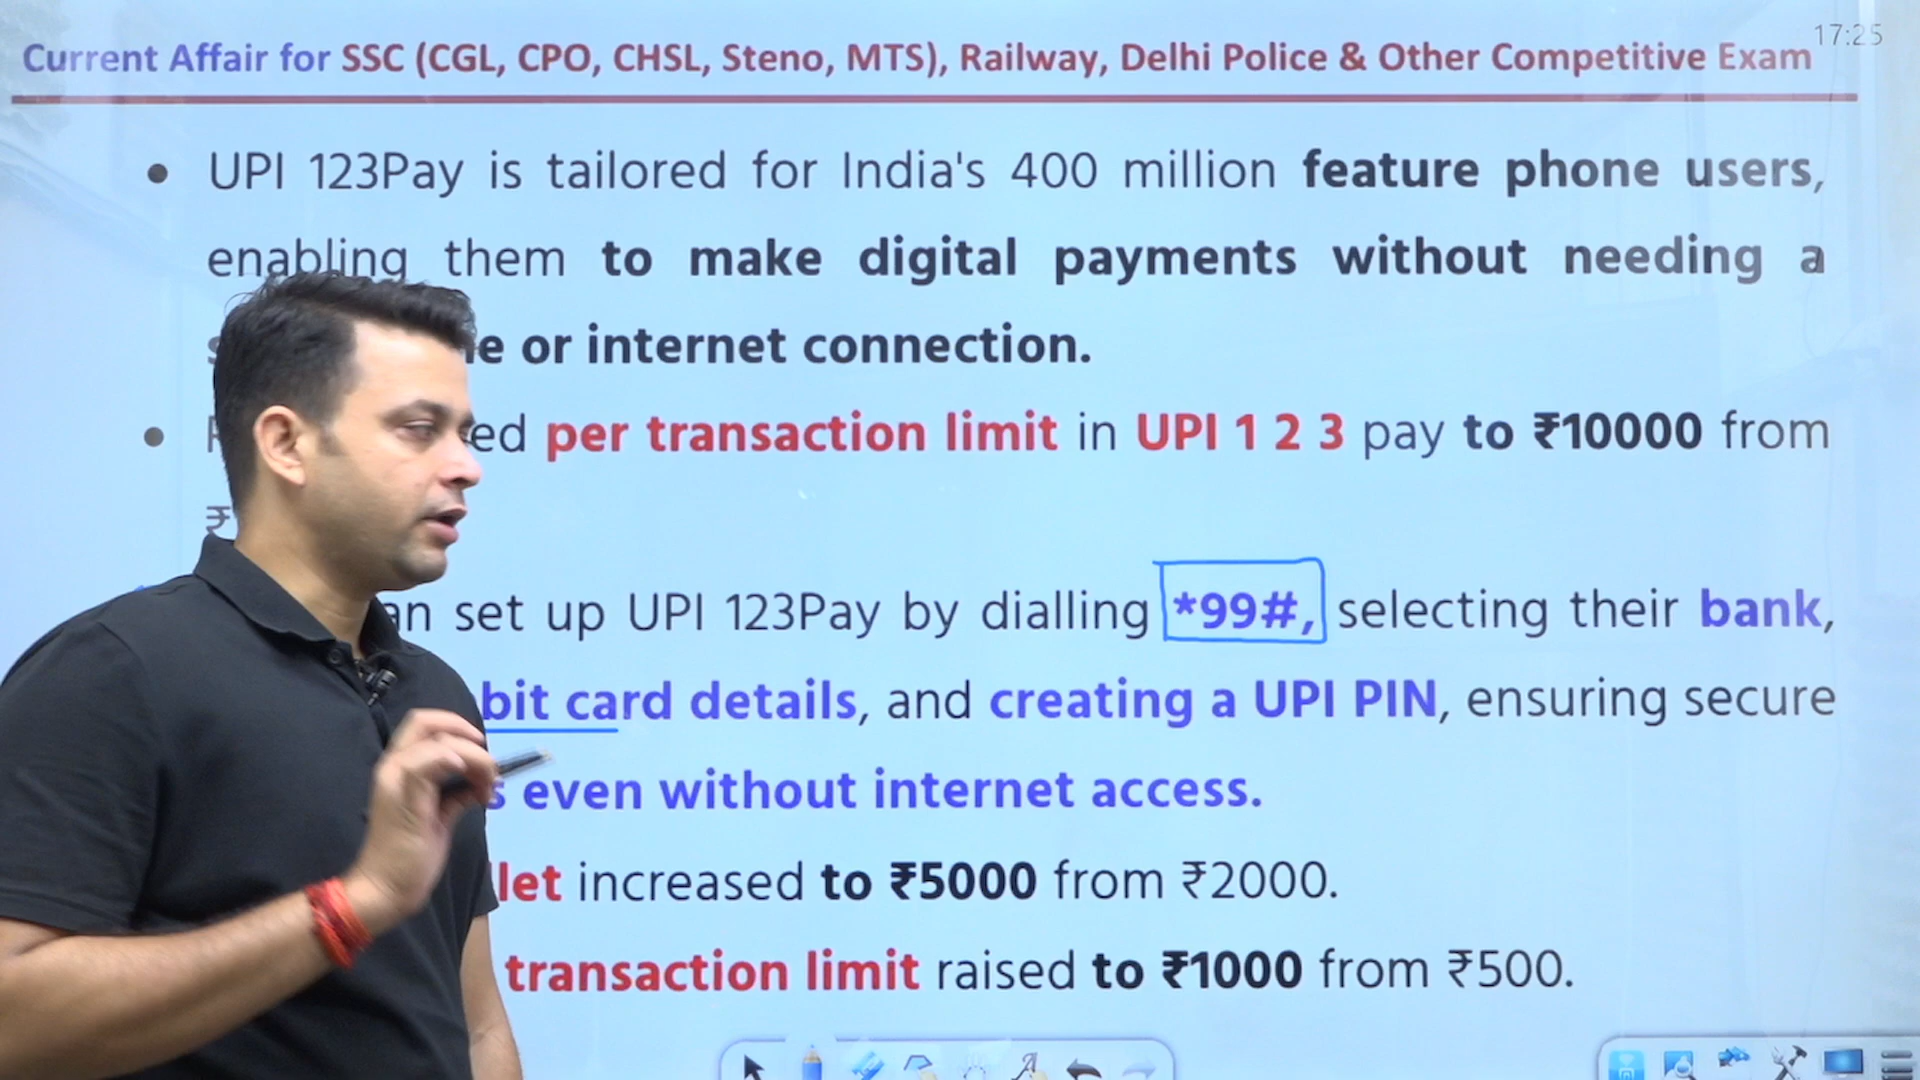 17:25
Current Affair for SSC (CGL, CPO, CHSL, Steno, MTS), Railway, Delhi Police & Other Competitive Exam
• UPI 123Pay is tailored for India's 400 million feature phone users,
enabling them to make digital payments without needing a
or internet connection.
• per transaction limit in UPI 1 2 3 pay to ₹10000 from
₹
set up UPI 123Pay by dialling *99#, selecting their bank,
card details, and creating a UPI PIN, ensuring secure
even without internet access.
increased to ₹5000 from ₹2000.
transaction limit raised to ₹1000 from ₹500.